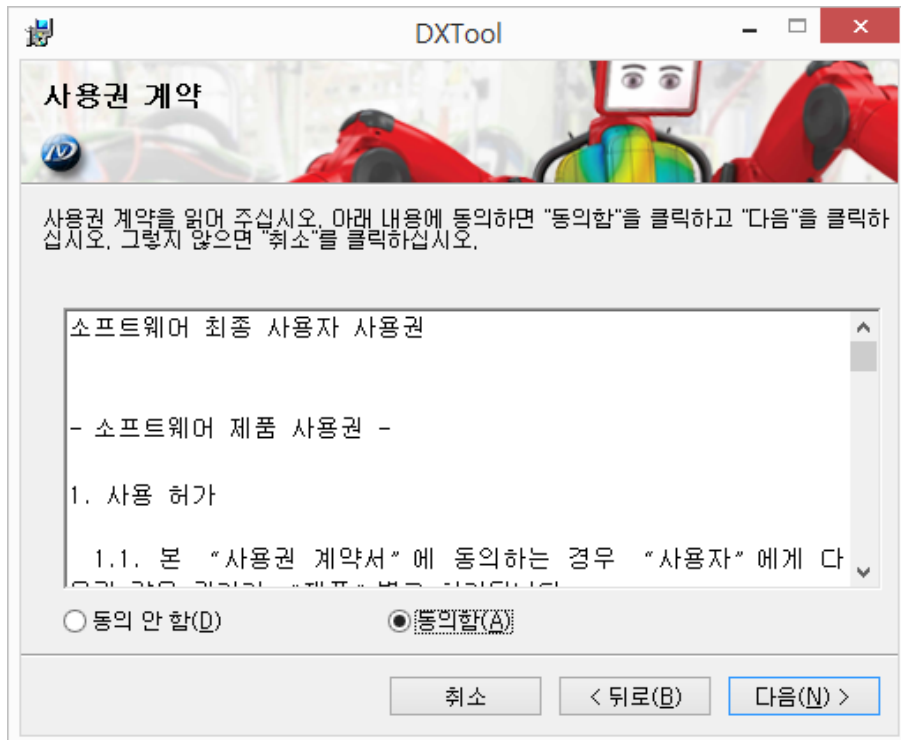 DXTool
사용권 계약
사용권 계약을 읽어 주십시오. 아래 내용에 동의하면 "동의함"을 클릭하고 "다음"을 클릭하
십시오. 그렇지 않으면 "취소"를 클릭하십시오.
소프트웨어 최종 사용자 사용권
- 소프트웨어 제품 사용권 -
1. 사용 허가
1.1. 본 "사용권 계약서"에 동의하는 경우 "사용자"에게 다
동의 안 함(D)
동의함(A)
취소
< 뒤로(B)
다음(N) >